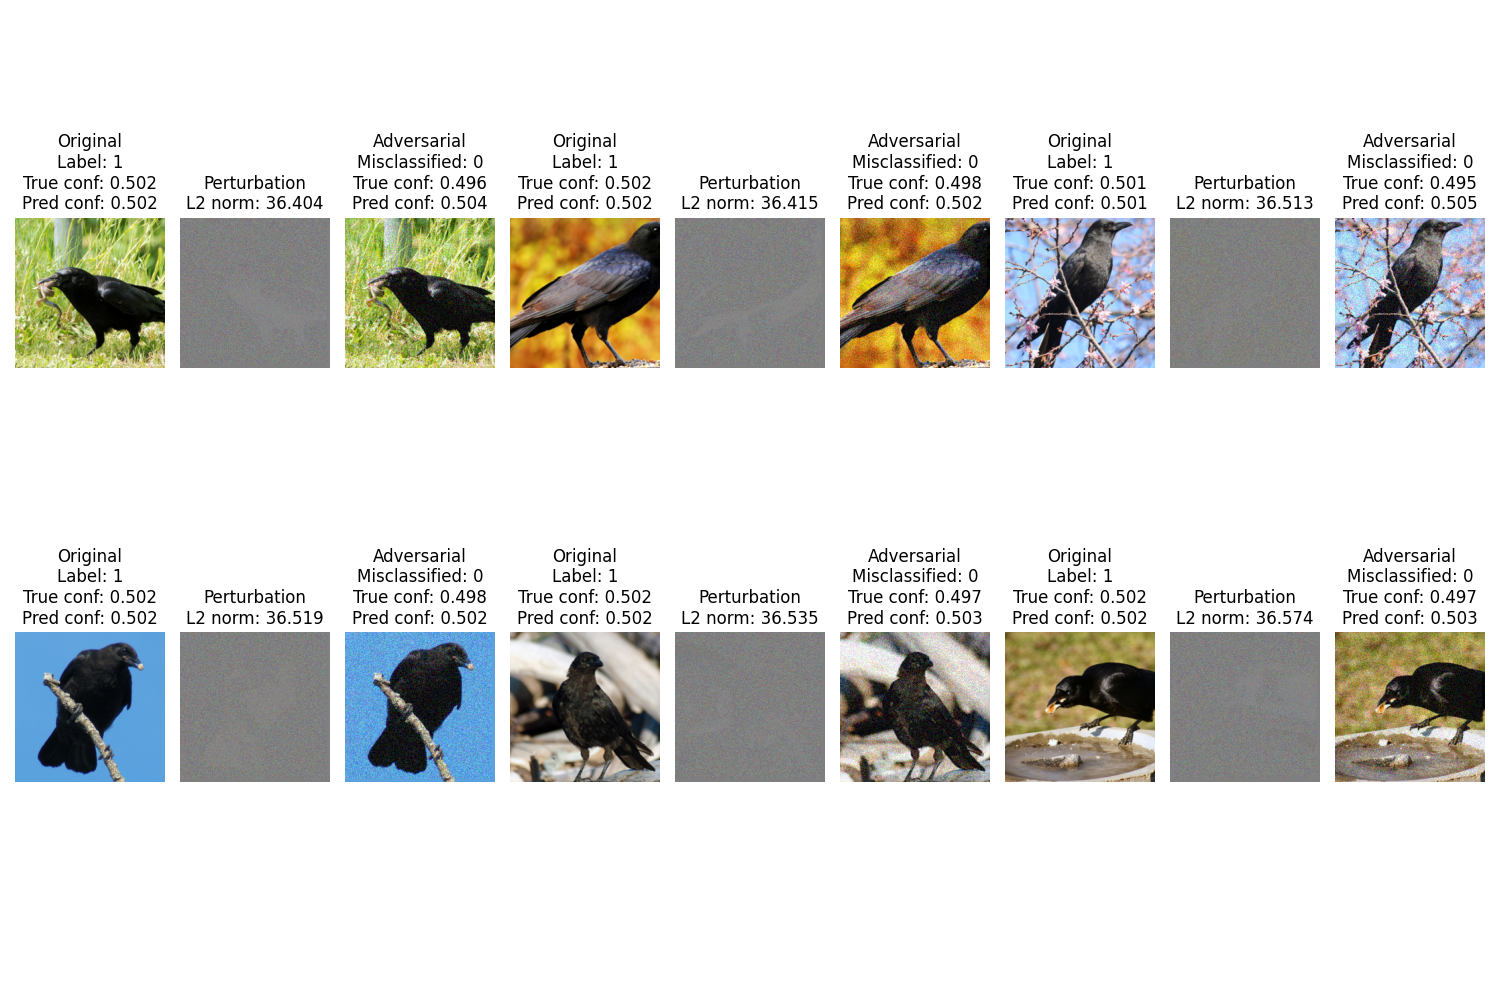 Original
Label: 1
True conf: 0.502
Pred conf: 0.502
Perturbation
L2 norm: 36.404
Adversarial
Misclassified: 0
True conf: 0.496
Pred conf: 0.504
Original
Label: 1
True conf: 0.502
Pred conf: 0.502
Perturbation
L2 norm: 36.415
Adversarial
Misclassified: 0
True conf: 0.498
Pred conf: 0.502
Original
Label: 1
True conf: 0.501
Pred conf: 0.501
Perturbation
L2 norm: 36.513
Adversarial
Misclassified: 0
True conf: 0.495
Pred conf: 0.505
Original
Label: 1
True conf: 0.502
Pred conf: 0.502
Perturbation
L2 norm: 36.519
Adversarial
Misclassified: 0
True conf: 0.498
Pred conf: 0.502
Original
Label: 1
True conf: 0.502
Pred conf: 0.502
Perturbation
L2 norm: 36.535
Adversarial
Misclassified: 0
True conf: 0.497
Pred conf: 0.503
Original
Label: 1
True conf: 0.502
Pred conf: 0.502
Perturbation
L2 norm: 36.574
Adversarial
Misclassified: 0
True conf: 0.497
Pred conf: 0.503